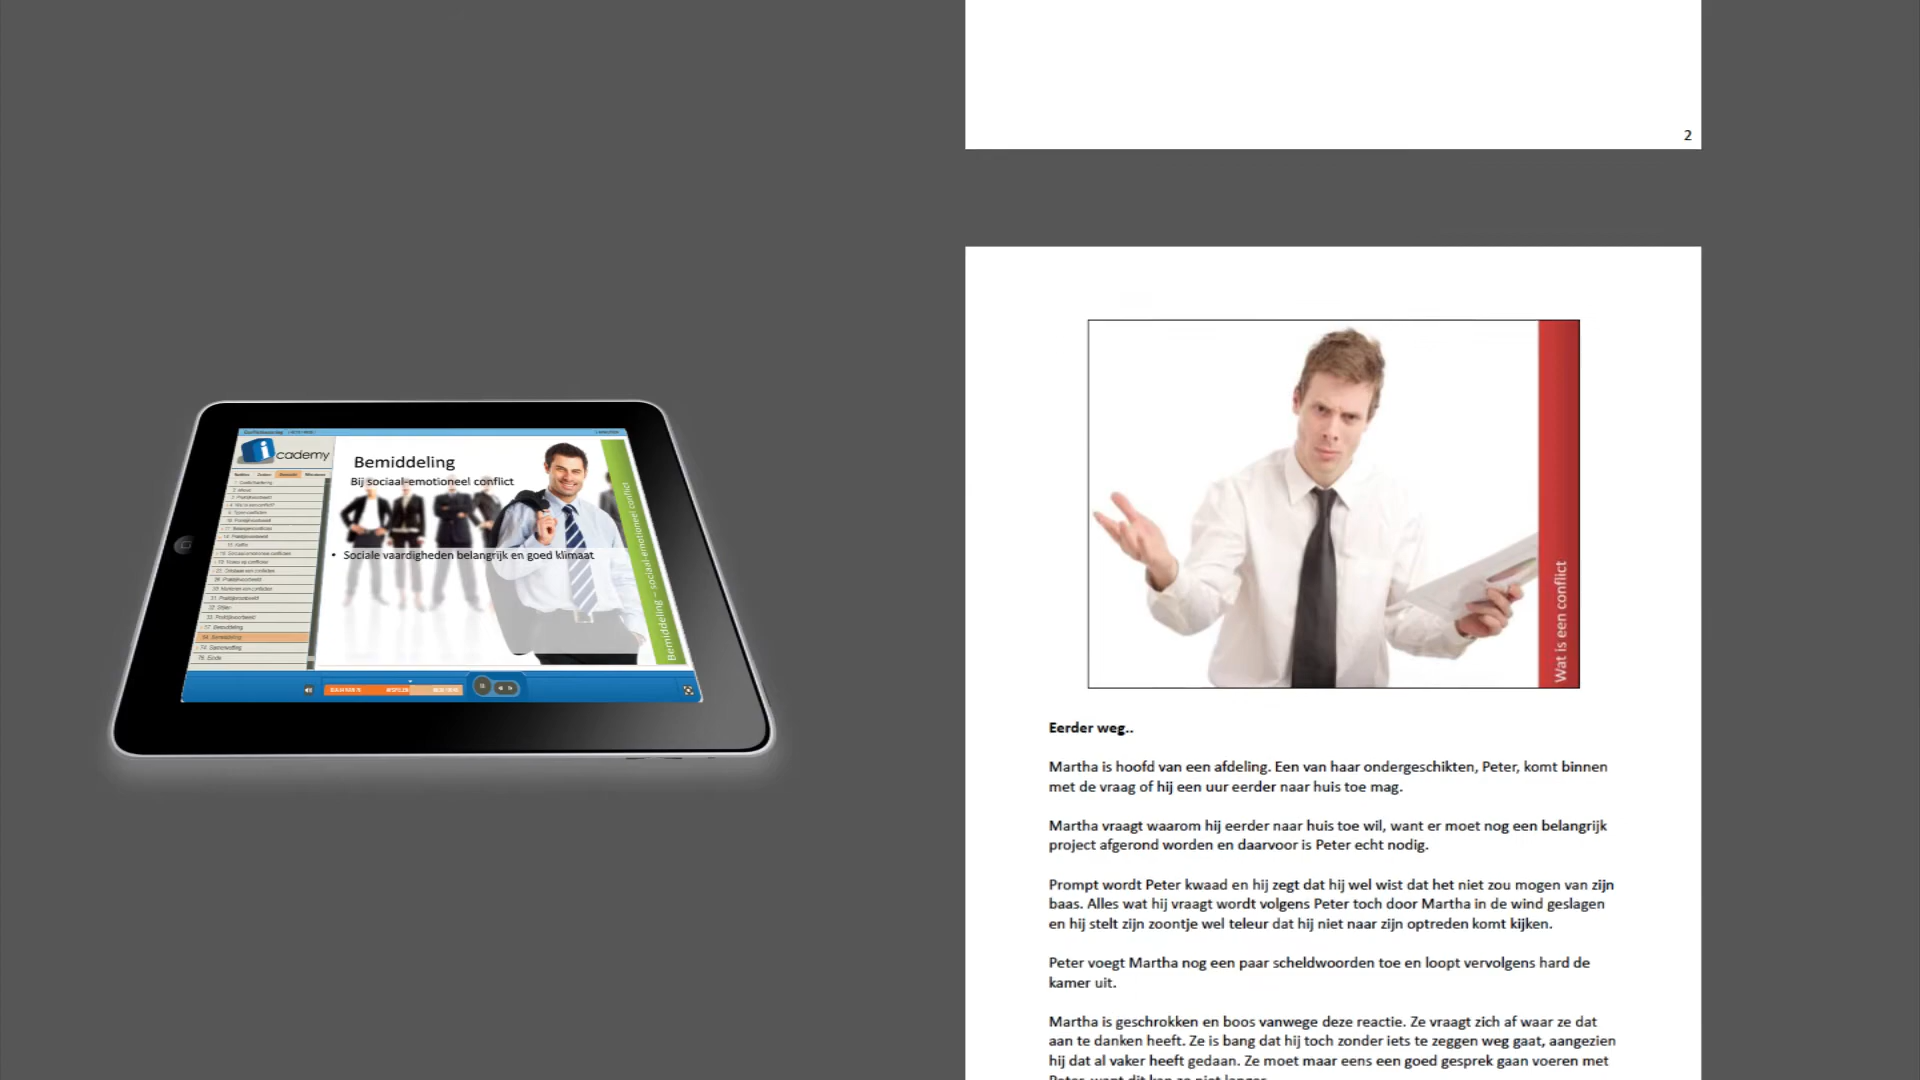 2
cademy
Bemiddeling
Bij sociaal-emotioneel conflict
• Sociale vaardigheden belangrijk en goed klimaat
Bemiddeling – sociaal-emotioneel conflict
Wat is een conflict
Eerder weg..
Martha is hoofd van een afdeling. Een van haar ondergeschikten, Peter, komt binnen
met de vraag of hij een uur eerder naar huis toe mag.
Martha vraagt waarom hij eerder naar huis toe wil, want er moet nog een belangrijk
project afgerond worden en daarvoor is Peter echt nodig.
Prompt wordt Peter kwaad en hij zegt dat hij wel wist dat het niet zou mogen van zijn
baas. Alles wat hij vraagt wordt volgens Peter toch door Martha in de wind geslagen
en hij stelt zijn zoontje wel teleur dat hij niet naar zijn optreden komt kijken.
Peter voegt Martha nog een paar scheldwoorden toe en loopt vervolgens hard de
kamer uit.
Martha is geschrokken en boos vanwege deze reactie. Ze vraagt zich af waar ze dat
aan te danken heeft. Ze is bang dat hij toch zonder iets te zeggen weg gaat, aangezien
hij dat al vaker heeft gedaan. Ze moet maar eens een goed gesprek gaan voeren met